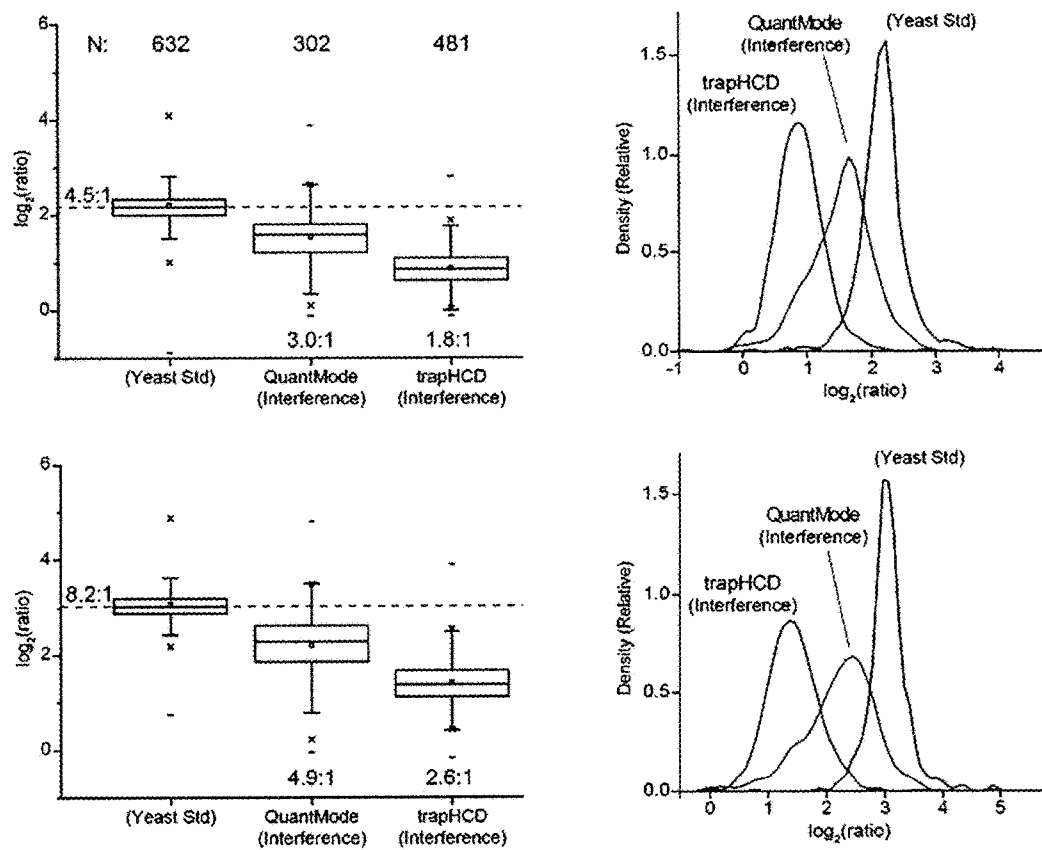 6
4
2
0
log2(ratio)
N: 632 302 481
4.5:1
3.0:1 1.8:1
(Yeast Std) QuantMode trapHCD
(Interference) (Interference)
1.5
1.0
0.5
0.0
Density (Relative)
QuantMode
(Interference)
(Yeast Std)
trapHCD
(Interference)
-1 0 1 2 3 4
log2(ratio)
6
4
2
0
log2(ratio)
8.2:1
4.9:1 2.6:1
(Yeast Std) QuantMode trapHCD
(Interference) (Interference)
1.5
1.0
0.5
0.0
Density (Relative)
(Yeast Std)
QuantMode
(Interference)
trapHCD
(Interference)
0 1 2 3 4 5
log2(ratio)